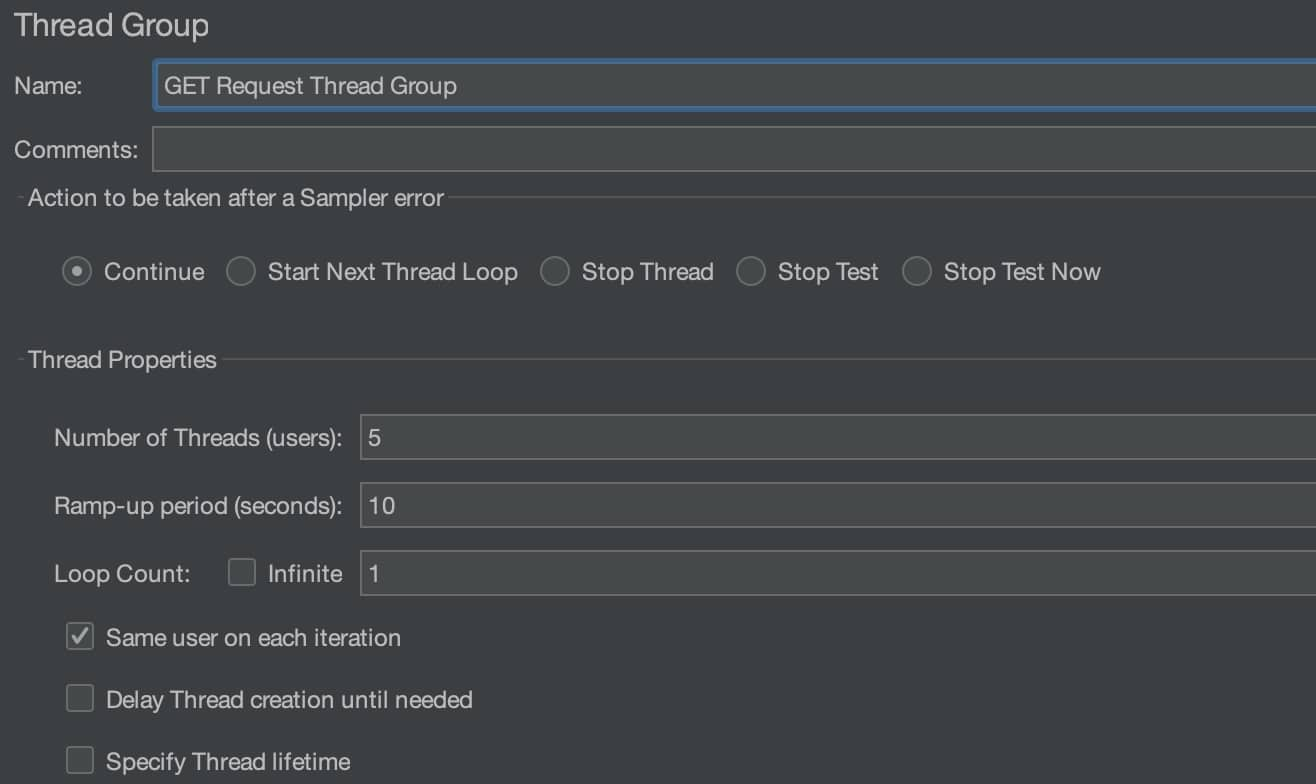 Thread Group
Name: GET Request Thread Group
Comments:
Action to be taken after a Sampler error
Continue Start Next Thread Loop Stop Thread Stop Test Stop Test Now
Thread Properties
Number of Threads (users): 5
Ramp-up period (seconds): 10
Loop Count: Infinite 1
Same user on each iteration
Delay Thread creation until needed
Specify Thread lifetime